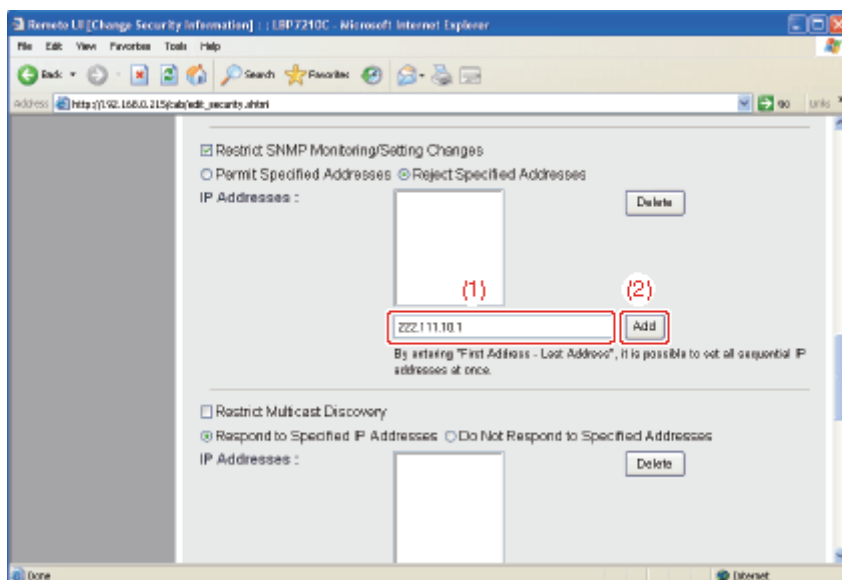 Remote UI [Change Security Information] : : LBP7210C - Microsoft Internet Explorer
File Edit View Favorites Tools Help
Back Search Favorites
Address http://192.168.0.215/cab/edit_security.shtml Go Links
Restrict SNMP Monitoring/Setting Changes
Permit Specified Addresses Reject Specified Addresses
IP Addresses : Delete
(1) (2)
222.111.10.1 Add
By entering "First Address - Last Address", it is possible to set all sequential IP
addresses at once.
Restrict Multicast Discovery
Respond to Specified IP Addresses Do Not Respond to Specified Addresses
IP Addresses : Delete
Done Internet